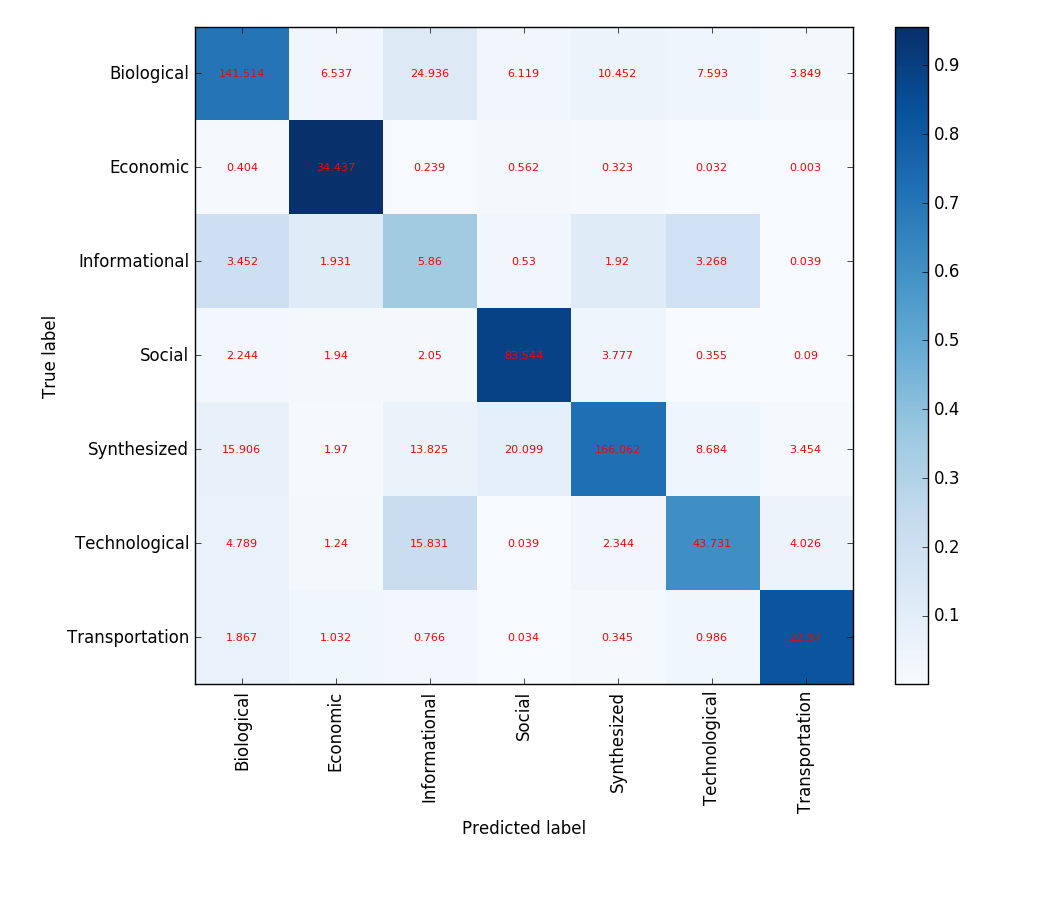 Biological 141.514 6.537 24.936 6.119 10.452 7.593 3.849
Economic 0.404 34.437 0.239 0.562 0.323 0.032 0.003
Informational 3.452 1.931 5.86 0.53 1.92 3.268 0.039
Social 2.244 1.94 2.05 83.544 3.777 0.355 0.09
Synthesized 15.906 1.97 13.825 20.099 166.062 8.684 3.454
Technological 4.789 1.24 15.831 0.039 2.344 43.731 4.026
Transportation 1.867 1.032 0.766 0.034 0.345 0.986 22.97
True label
Biological
Economic
Informational
Social
Synthesized
Technological
Transportation
Predicted label
0.9
0.8
0.7
0.6
0.5
0.4
0.3
0.2
0.1